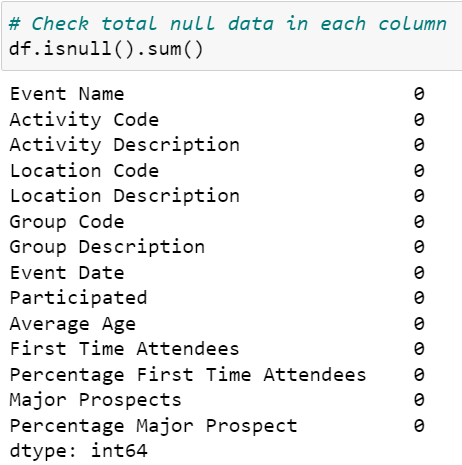 # Check total null data in each column
df.isnull().sum()
Event Name 0
Activity Code 0
Activity Description 0
Location Code 0
Location Description 0
Group Code 0
Group Description 0
Event Date 0
Participated 0
Average Age 0
First Time Attendees 0
Percentage First Time Attendees 0
Major Prospects 0
Percentage Major Prospect 0
dtype: int64